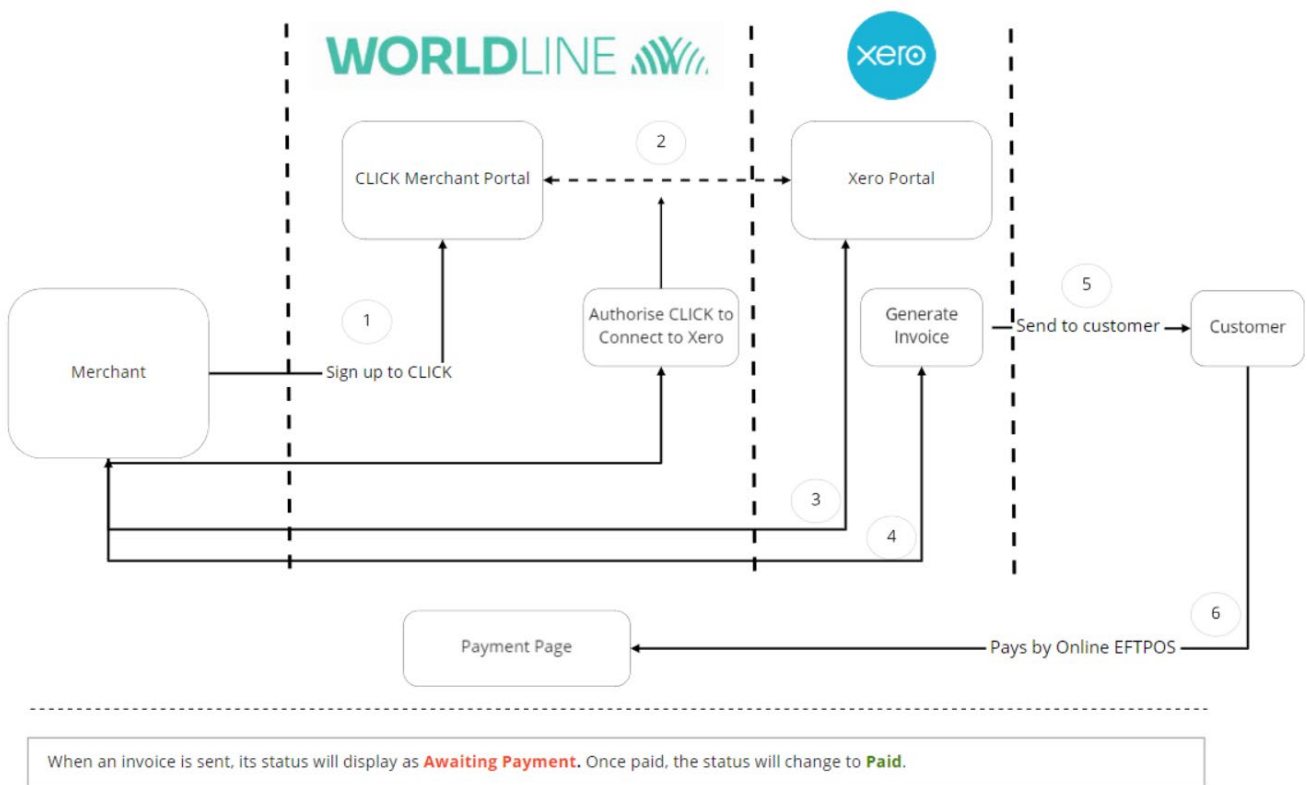 WORLDLINE
xero
2
CLICK Merchant Portal
Xero Portal
5
1
Authorise CLICK to
Connect to Xero
Generate
Invoice
Send to customer
Customer
Merchant
Sign up to CLICK
3
4
6
Payment Page
Pays by Online EFTPOS
When an invoice is sent, its status will display as Awaiting Payment. Once paid, the status will change to Paid.